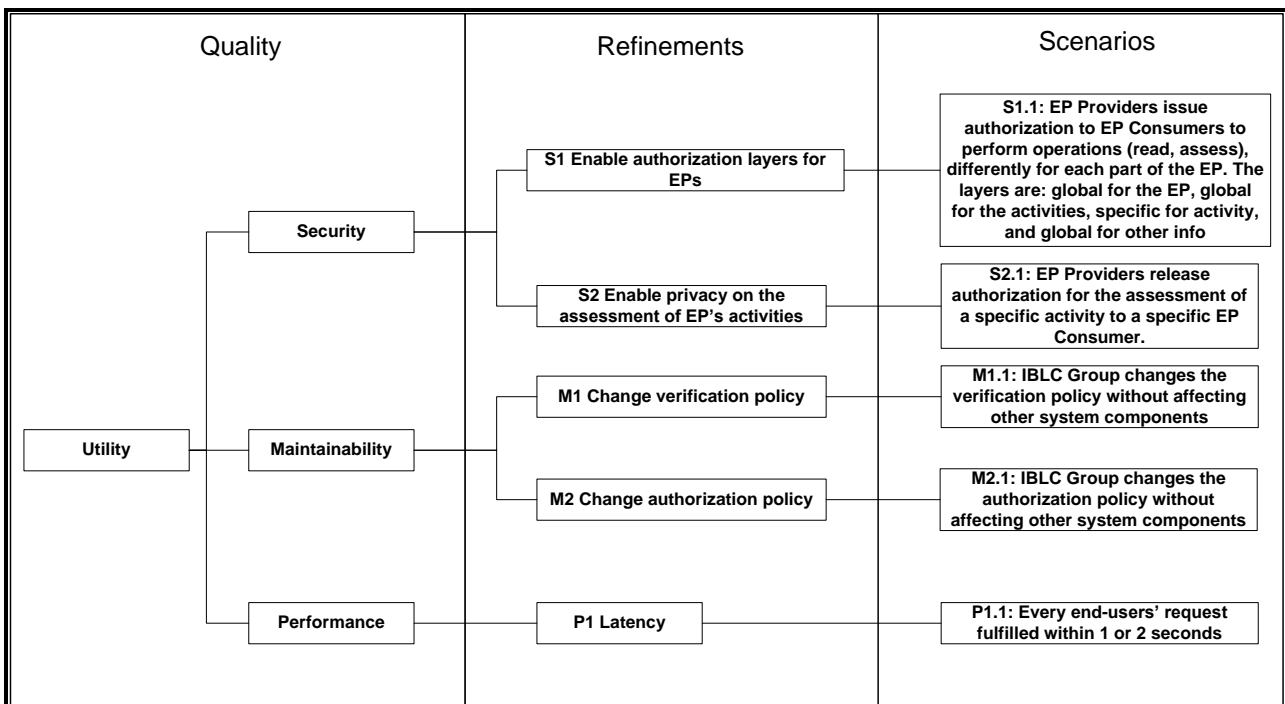 Quality
Refinements
Scenarios
S1.1: EP Providers issue
authorization to EP Consumers to
perform operations (read, assess),
differently for each part of the EP. The
layers are: global for the EP, global
for the activities, specific for activity,
and global for other info
S1 Enable authorization layers for
EPs
Security
S2 Enable privacy on the
assessment of EP’s activities
S2.1: EP Providers release
authorization for the assessment of
a specific activity to a specific EP
Consumer.
M1 Change verification policy
M1.1: IBLC Group changes the
verification policy without affecting
other system components
Utility
Maintainability
M2 Change authorization policy
M2.1: IBLC Group changes the
authorization policy without
affecting other system components
Performance
P1 Latency
P1.1: Every end-users’ request
fulfilled within 1 or 2 seconds